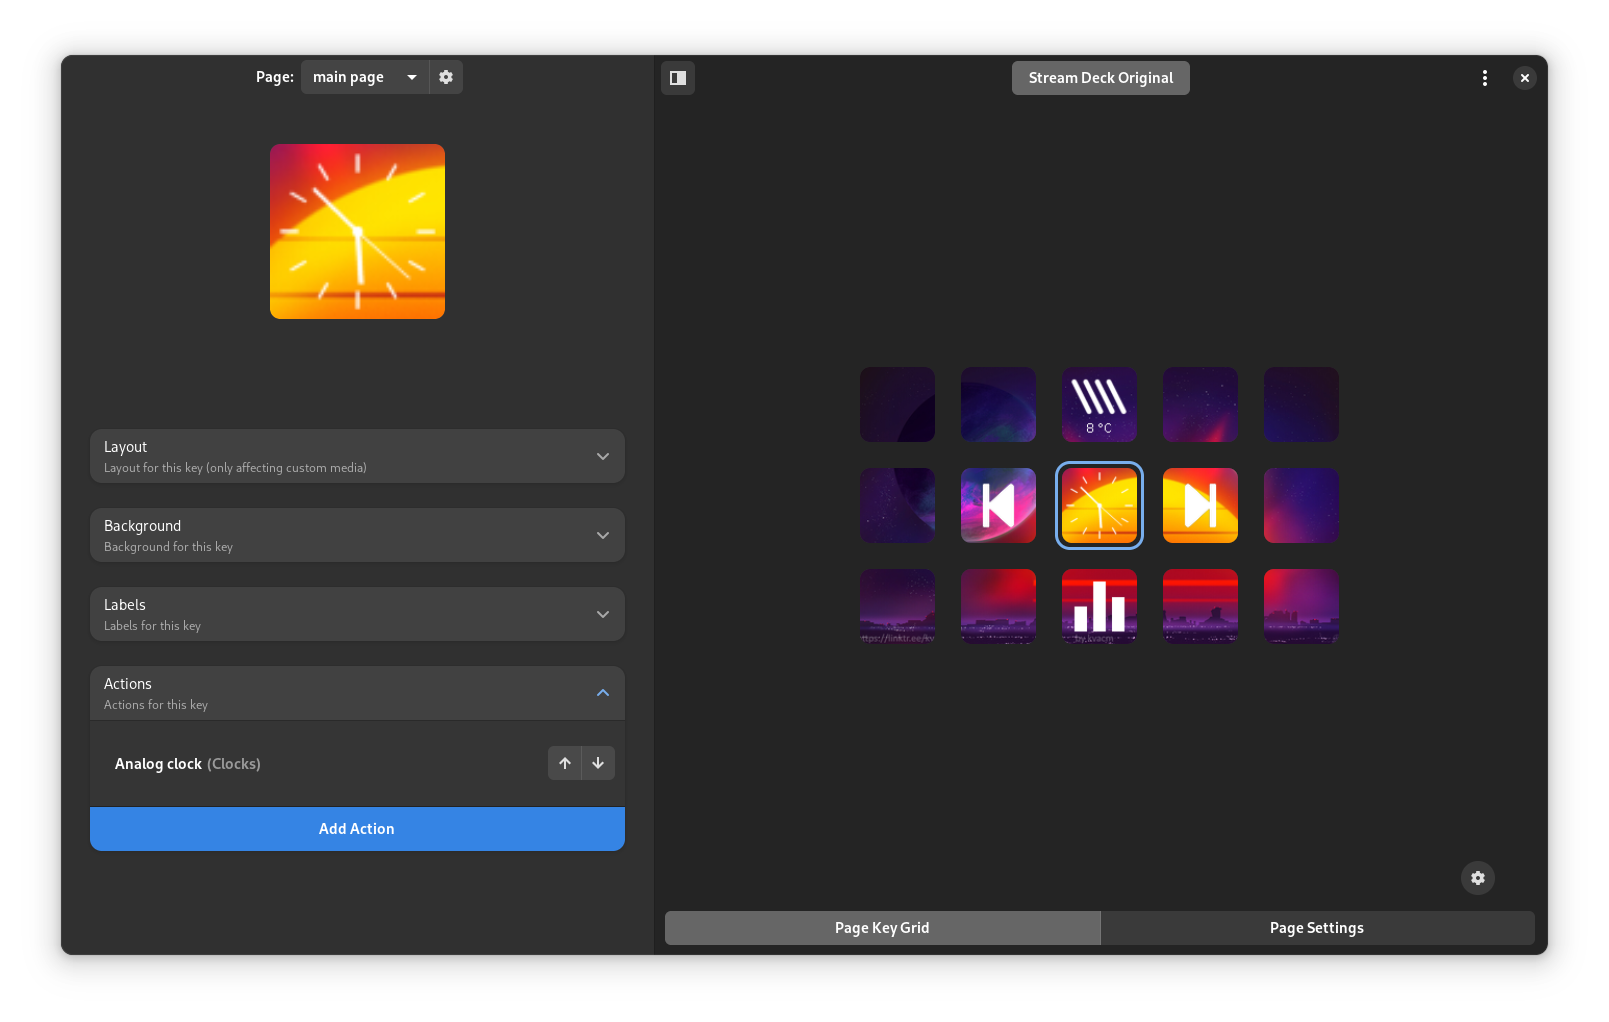 Page:
main page
Stream Deck Original
Layout
Layout for this key (only affecting custom media)
Background
Background for this key
Labels
Labels for this key
Actions
Actions for this key
Analog clock (Clocks)
Add Action
8 °C
ttps://linktr.ee/kv
by kvacm
Page Key Grid
Page Settings